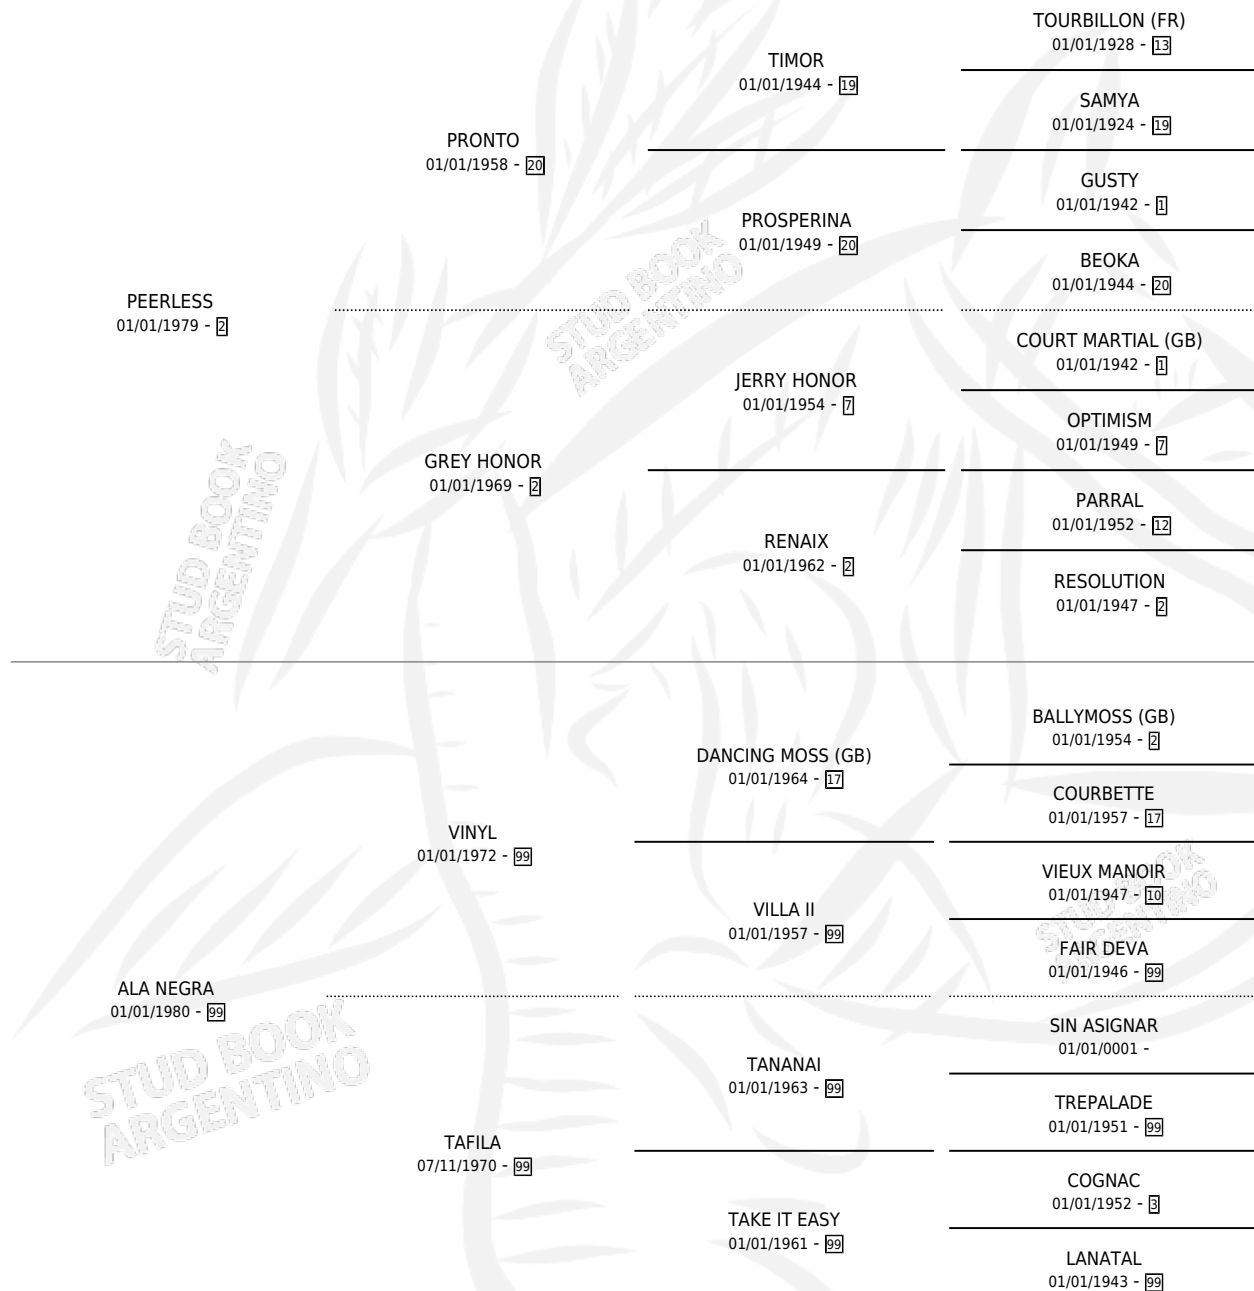 TOURBILLON (FR)
01/01/1928 - 13
TIMOR
01/01/1944 - 19
SAMYA
01/01/1924 - 19
PRONTO
01/01/1958 - 20
GUSTY
01/01/1942 - 1
PROSPERINA
01/01/1949 - 20
BEOKA
01/01/1944 - 20
PEERLESS
01/01/1979 - 2
COURT MARTIAL (GB)
01/01/1942 - 1
JERRY HONOR
01/01/1954 - 7
OPTIMISM
01/01/1949 - 7
GREY HONOR
01/01/1969 - 2
PARRAL
01/01/1952 - 12
RENAIX
01/01/1962 - 2
RESOLUTION
01/01/1947 - 2
BALLYMOSS (GB)
01/01/1954 - 2
DANCING MOSS (GB)
01/01/1964 - 17
COURBETTE
01/01/1957 - 17
VINYL
01/01/1972 - 99
VIEUX MANOIR
01/01/1947 - 10
VILLA II
01/01/1957 - 99
FAIR DEVA
01/01/1946 - 99
ALA NEGRA
01/01/1980 - 99
SIN ASIGNAR
01/01/0001 -
TANANAI
01/01/1963 - 99
TREPALADE
01/01/1951 - 99
TAFILA
07/11/1970 - 99
COGNAC
01/01/1952 - 3
TAKE IT EASY
01/01/1961 - 99
LANATAL
01/01/1943 - 99
STUD BOOK
ARGENTINO
STUD BOOK
ARGENTINO
STUD BOOK
ARGENTINO
STUD BOOK
ARGENTINO